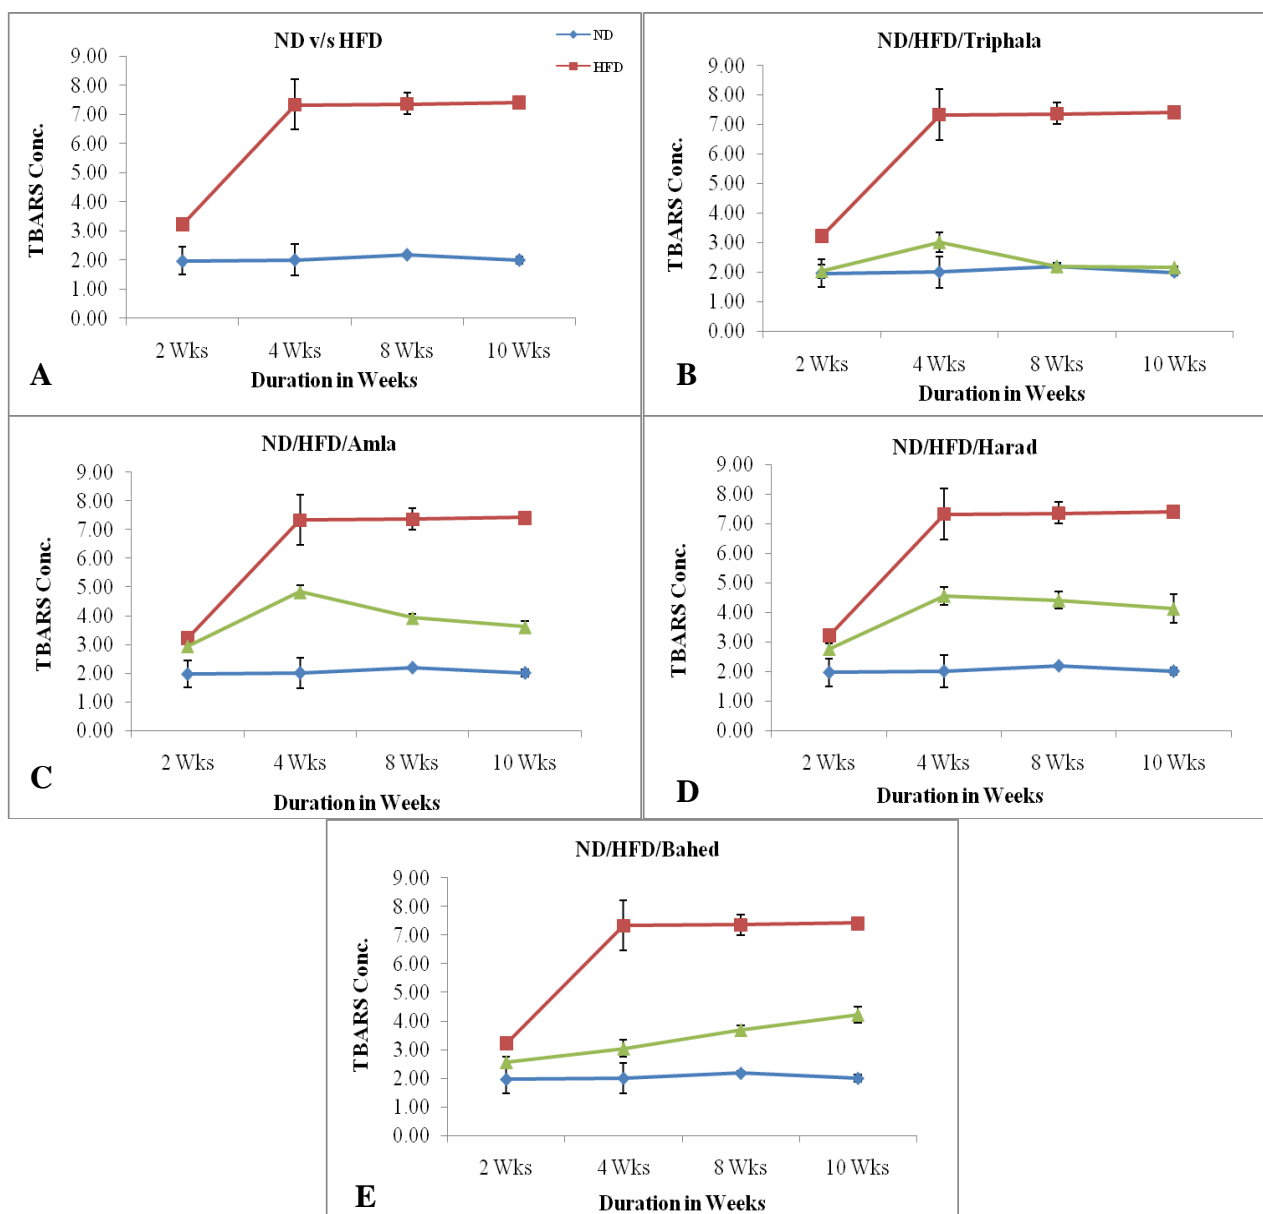 ND v/s HFD
ND
HFD
9.00
8.00
7.00
6.00
5.00
4.00
3.00
2.00
1.00
0.00
TBARS Conc.
2 Wks 4 Wks 8 Wks 10 Wks
Duration in Weeks
A
ND/HFD/Triphala
9.00
8.00
7.00
6.00
5.00
4.00
3.00
2.00
1.00
0.00
TBARS Conc.
2 Wks 4 Wks 8 Wks 10 Wks
Duration in Weeks
B
ND/HFD/Amla
9.00
8.00
7.00
6.00
5.00
4.00
3.00
2.00
1.00
0.00
TBARS Conc.
2 Wks 4 Wks 8 Wks 10 Wks
Duration in Weeks
C
ND/HFD/Harad
9.00
8.00
7.00
6.00
5.00
4.00
3.00
2.00
1.00
0.00
TBARS Conc.
2 Wks 4 Wks 8 Wks 10 Wks
Duration in Weeks
D
ND/HFD/Bahed
9.00
8.00
7.00
6.00
5.00
4.00
3.00
2.00
1.00
0.00
TBARS Conc.
2 Wks 4 Wks 8 Wks 10 Wks
Duration in Weeks
E